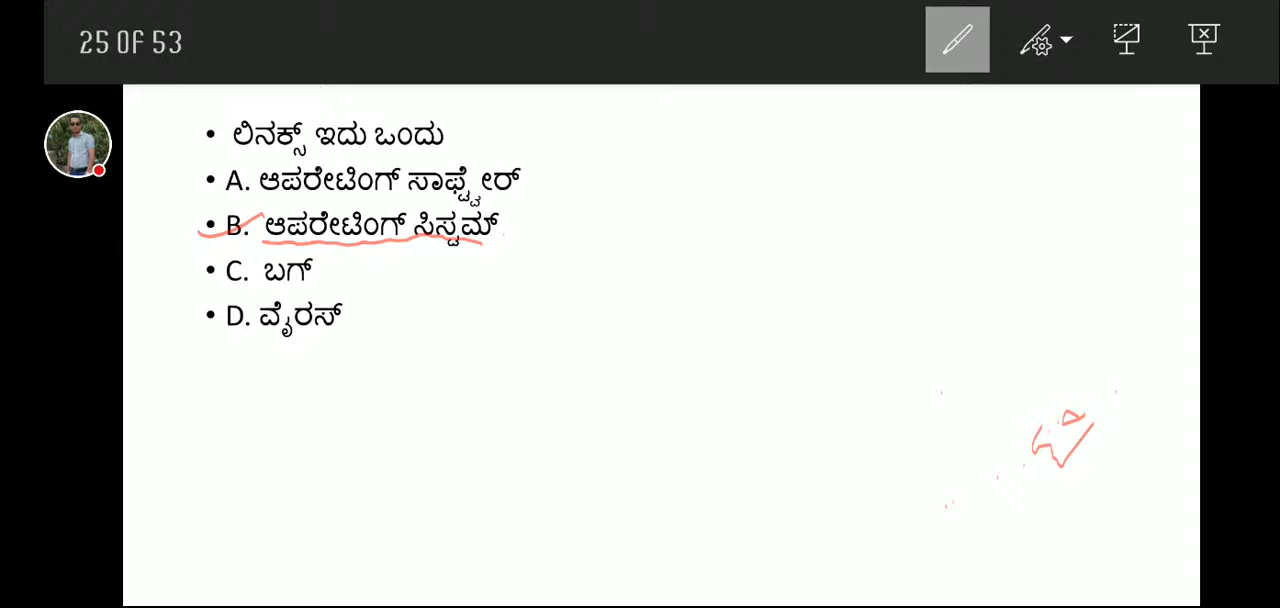 25 OF 53
• ಲಿನಕ್ಸ್ ಇದು ಒಂದು
• A. ಆಪರೇಟಿಂಗ್ ಸಾಫ್ಟ್ವೇರ್
• B. ಆಪರೇಟಿಂಗ್ ಸಿಸ್ಟಮ್
• C. ಬಗ್
• D. ವೈರಸ್